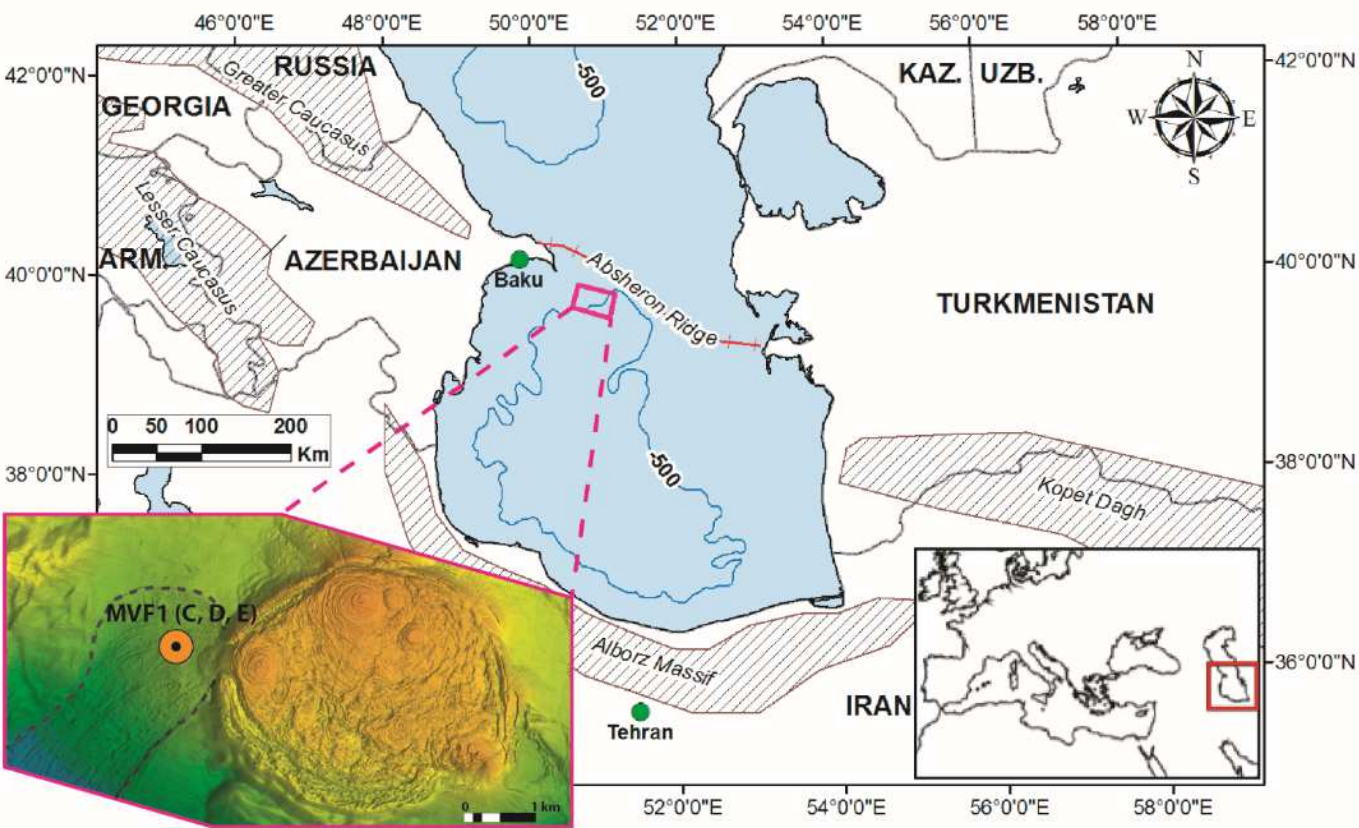 46°0'0"E 48°0'0"E 50°0'0"E 52°0'0"E 54°0'0"E 56°0'0"E 58°0'0"E
42°0'0"N
42°0'0"N
RUSSIA
-500
KAZ. UZB.
N
W E
S
GEORGIA
Greater Caucasus
Lesser Caucasus
ARM.
AZERBAIJAN
40°0'0"N
40°0'0"N
Baku
Absheron Ridge
TURKMENISTAN
0 50 100 200
Km
38°0'0"N
38°0'0"N
-500
Kopet Dagh
MVF1 (C, D, E)
0 1 km
Alborz Massif
36°0'0"N
IRAN
Tehran
52°0'0"E 54°0'0"E 56°0'0"E 58°0'0"E